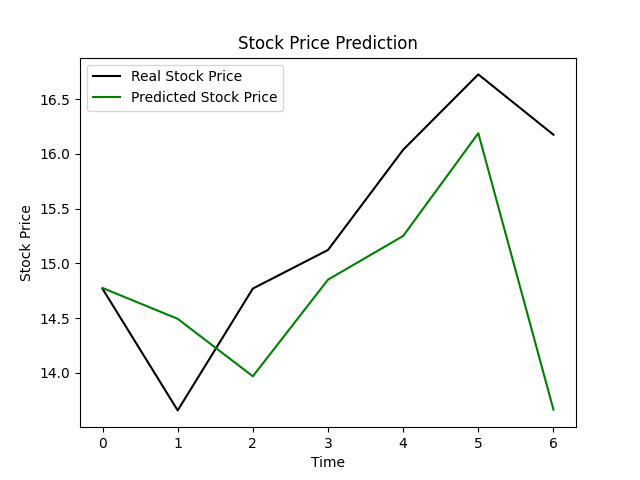 Stock Price Prediction
Real Stock Price
Predicted Stock Price
Stock Price
16.5
16.0
15.5
15.0
14.5
14.0
0 1 2 3 4 5 6
Time